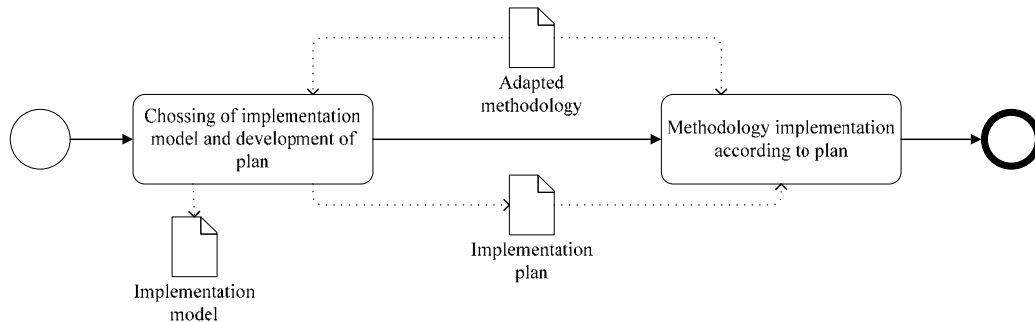 Adapted
methodology
Chossing of implementation
model and development of
plan
Methodology implementation
according to plan
Implementation
plan
Implementation
model